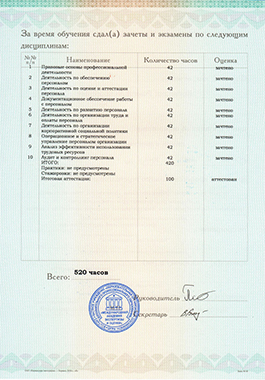 За время обучения сдал(а) зачеты и экзамены по следующим
дисциплинам:
№№ Наименование Количество часов Оценка
п/п
1 Правовые основы профессиональной 42 зачтено
деятельности
2 Деятельность по обеспечению 42 зачтено
персоналом
3 Деятельность по оценке и аттестации 42 зачтено
персонала
4 Документационное обеспечение работы 42 зачтено
с персоналом
5 Деятельность по развитию персонала 42 зачтено
6 Деятельность по организации труда и 42 зачтено
оплаты персонала
7 Деятельность по организации 42 зачтено
корпоративной социальной политики
8 Операционное и стратегическое 42 зачтено
управление персоналом организации
9 Анализ эффективности использования 42 зачтено
трудовых ресурсов
10 Аудит и контроллинг персонала 42 зачтено
ИТОГО: 420
Практики: не предусмотрены
Стажировки: не предусмотрены
Итоговая аттестация: 100 аттестован
Всего: 520 часов
Руководитель
Секретарь